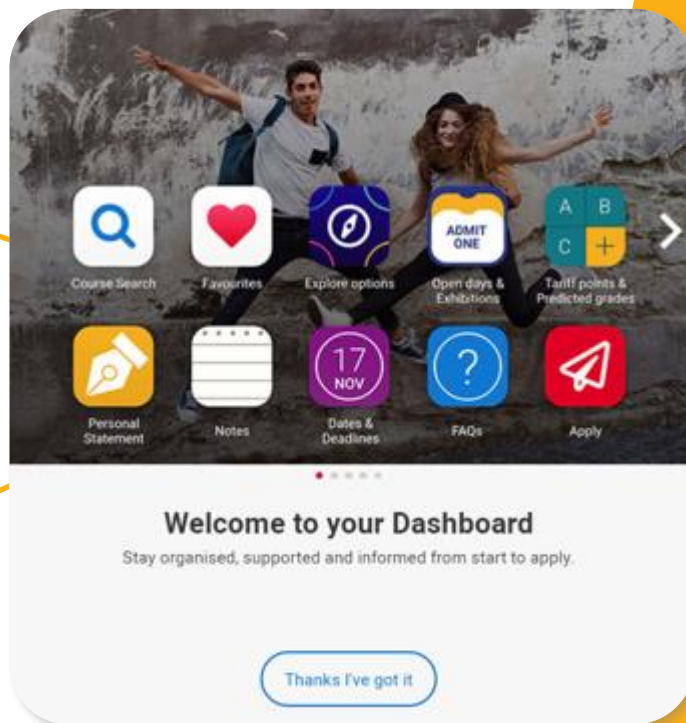 ADMIT
ONE
A B
C +
Course Search
Favourites
Explore options
Open days &
Exhibitions
Tariff points &
Predicted grades
17
NOV
?
Personal
Statement
Notes
Dates &
Deadlines
FAQs
Apply
Welcome to your Dashboard
Stay organised, supported and informed from start to apply.
Thanks I've got it